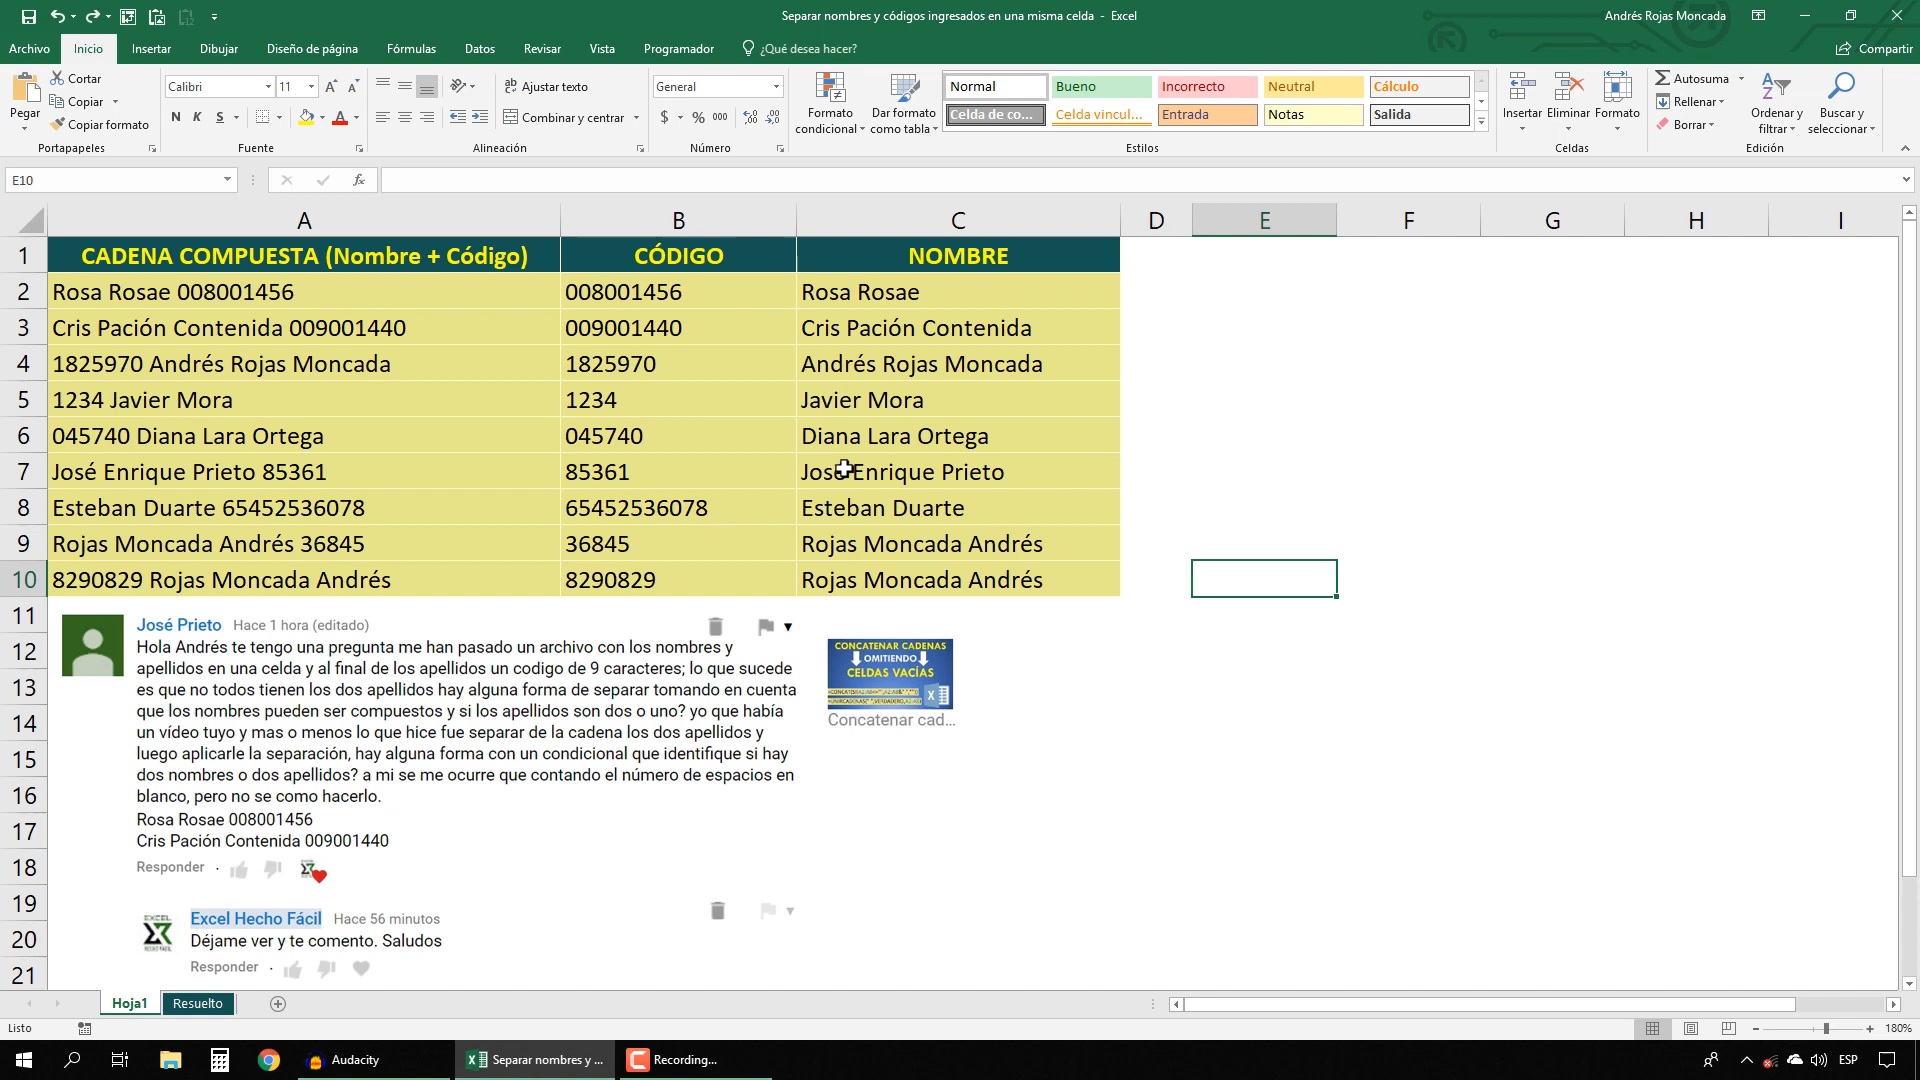 Separar nombres y códigos ingresados en una misma celda - Excel
Andrés Rojas Moncada
Archivo Inicio Insertar Dibujar Diseño de página Fórmulas Datos Revisar Vista Programador ¿Qué desea hacer? Compartir
Pegar
Cortar
Copiar
Copiar formato
Portapapeles
Calibri 11
N K S
Fuente
Ajustar texto
Combinar y centrar
Alineación
General
$ % 000
Número
Formato condicional
Dar formato como tabla
Normal Bueno Incorrecto Neutral Cálculo
Celda de co... Celda vincul... Entrada Notas Salida
Estilos
Insertar Eliminar Formato
Celdas
Autosuma
Rellenar
Borrar
Ordenar y filtrar
Buscar y seleccionar
Edición
E10
fx
A B C D E F G H I
1 CADENA COMPUESTA (Nombre + Código) CÓDIGO NOMBRE
2 Rosa Rosae 008001456 008001456 Rosa Rosae
3 Cris Pación Contenida 009001440 009001440 Cris Pación Contenida
4 1825970 Andrés Rojas Moncada 1825970 Andrés Rojas Moncada
5 1234 Javier Mora 1234 Javier Mora
6 045740 Diana Lara Ortega 045740 Diana Lara Ortega
7 José Enrique Prieto 85361 85361 José Enrique Prieto
8 Esteban Duarte 65452536078 65452536078 Esteban Duarte
9 Rojas Moncada Andrés 36845 36845 Rojas Moncada Andrés
10 8290829 Rojas Moncada Andrés 8290829 Rojas Moncada Andrés
11
12
13
14
15
16
17
18
19
20
21
José Prieto Hace 1 hora (editado)
Hola Andrés te tengo una pregunta me han pasado un archivo con los nombres y
apellidos en una celda y al final de los apellidos un codigo de 9 caracteres; lo que sucede
es que no todos tienen los dos apellidos hay alguna forma de separar tomando en cuenta
que los nombres pueden ser compuestos y si los apellidos son dos o uno? yo que había
un vídeo tuyo y mas o menos lo que hice fue separar de la cadena los dos apellidos y
luego aplicarle la separación, hay alguna forma con un condicional que identifique si hay
dos nombres o dos apellidos? a mi se me ocurre que contando el número de espacios en
blanco, pero no se como hacerlo.
Rosa Rosae 008001456
Cris Pación Contenida 009001440
Responder
CONCATENAR CADENAS
OMITIENDO
CELDAS VACÍAS
Concatenar cad...
Excel Hecho Fácil Hace 56 minutos
Déjame ver y te comento. Saludos
Responder
Hoja1 Resuelto
Listo
180%
Audacity
Separar nombres y ...
Recording...
ESP